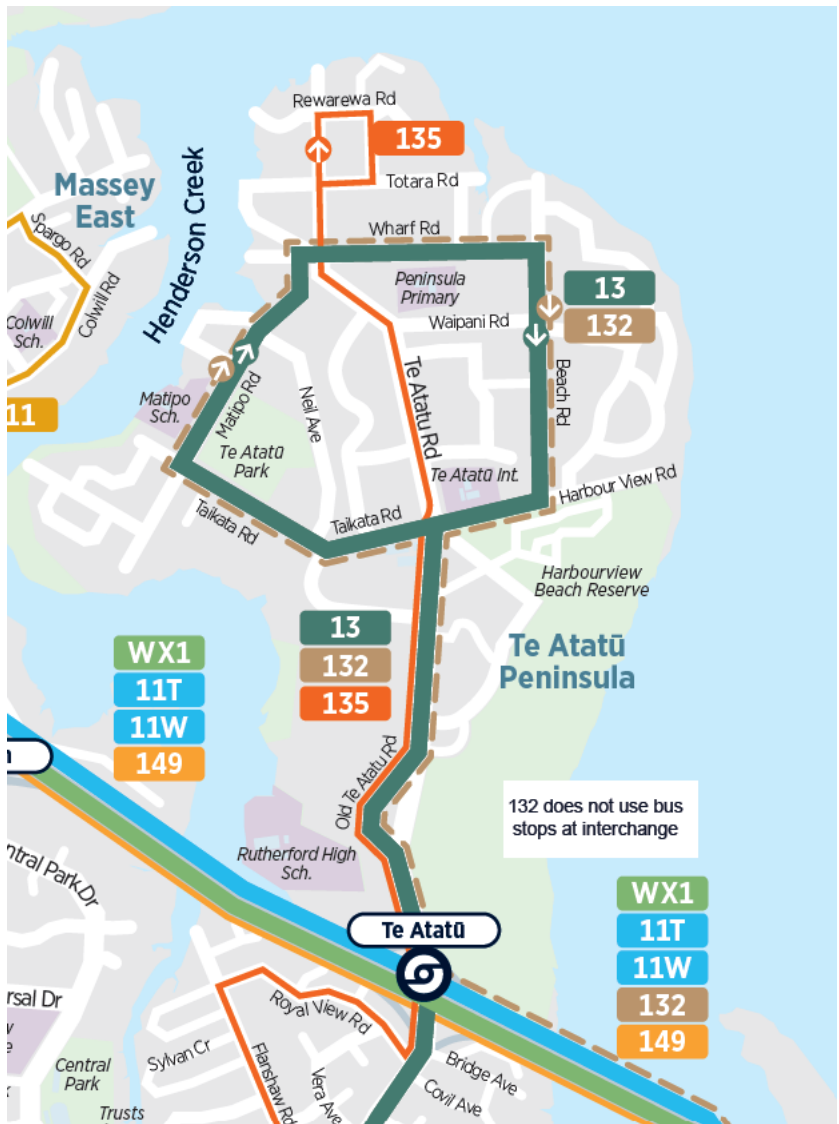 Rewarewa Rd
135
Totara Rd
Massey
East
Henderson Creek
Wharf Rd
Spargo Rd
Colwill Rd
Colwill
Sch.
Peninsula
Primary
Waipani Rd
13
132
11
Matipo
Sch.
Matipo Rd
Neil Ave
Te Atatu Rd
Beach Rd
Te Atatū
Park
Te Atatū Int.
Harbour View Rd
Taikata Rd
Taikata Rd
Harbourview
Beach Reserve
13
132
135
Te Atatū
Peninsula
WX1
11T
11W
149
Old Te Atatu Rd
132 does not use bus
stops at interchange
Rutherford High
Sch.
ntral Park Dr
Te Atatū
WX1
11T
11W
132
149
rsal Dr
Royal View Rd
Sylvan Cr
Flanshaw Rd
Vera Ave
Bridge Ave
Covil Ave
Central
Park
Trusts